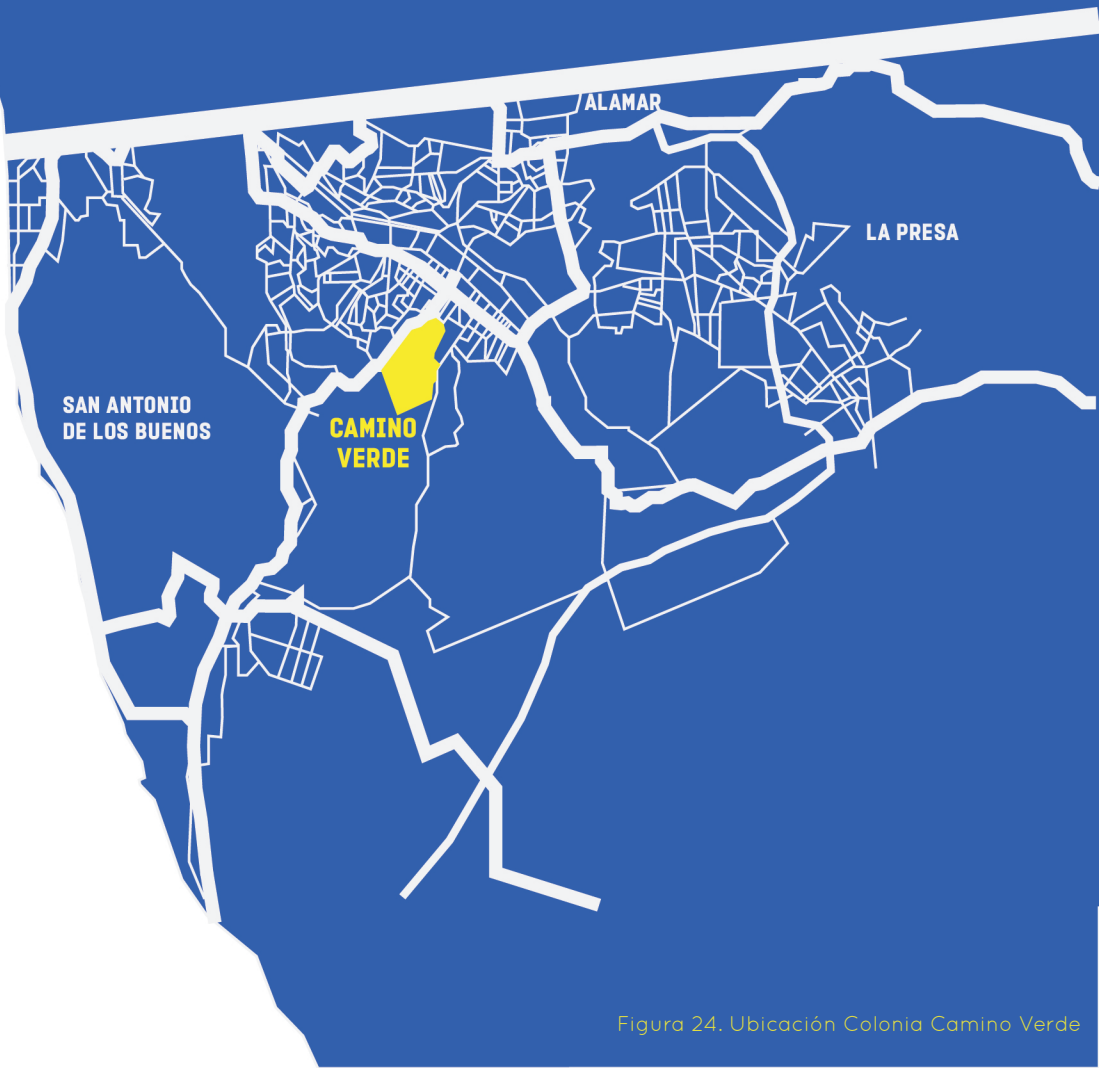 ALAMAR
LA PRESA
SAN ANTONIO
DE LOS BUENOS
CAMINO
VERDE
Figura 24. Ubicación Colonia Camino Verde